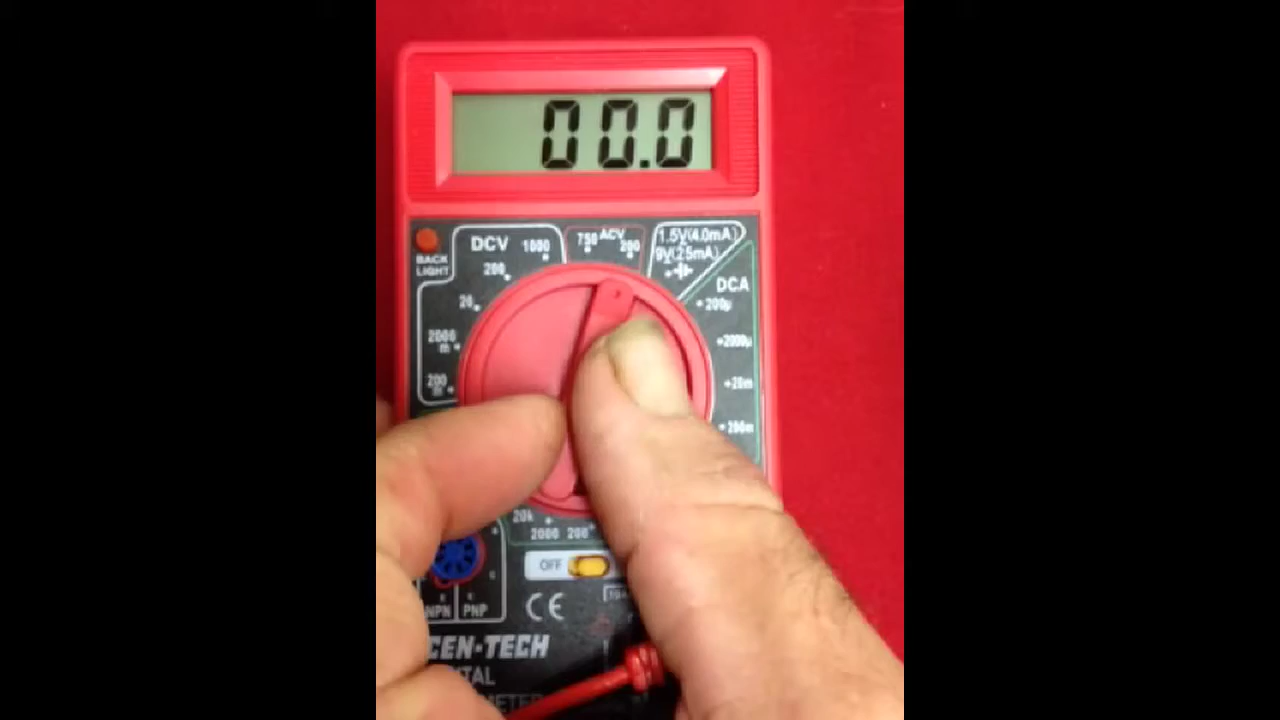 00.0
DCV
1000
750
ACV
200
1.5V(4.0mA)
9V(25mA)
BACK
LIGHT
200
DCA
20
200µ
2000
m
2000µ
200
m
20m
200m
20k
2000
200
OFF
NPN
PNP
CE
CEN-TECH